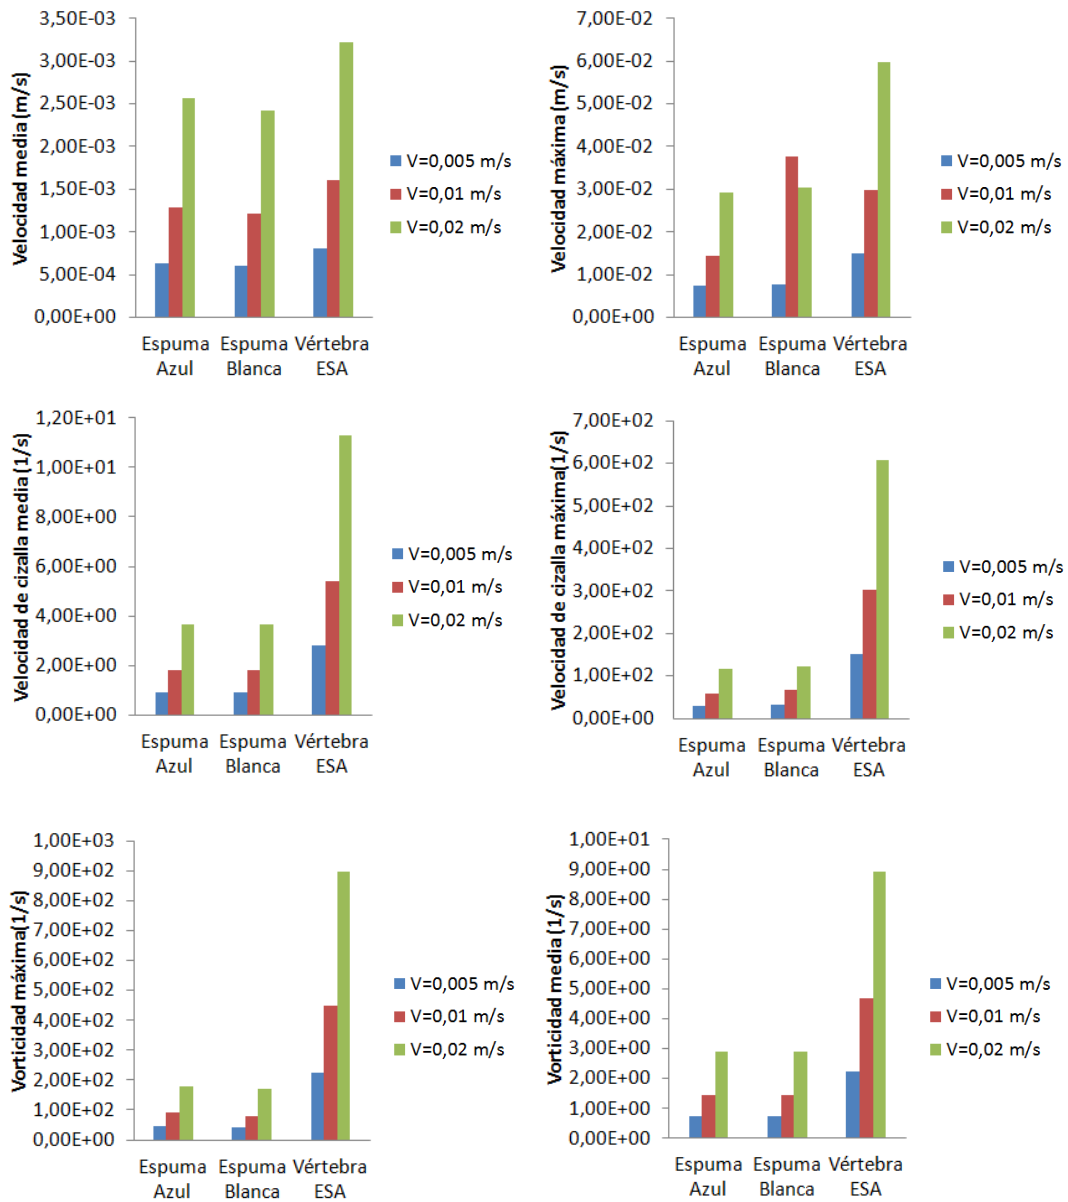 Velocidad media (m/s)
3,50E-03
3,00E-03
2,50E-03
2,00E-03
1,50E-03
1,00E-03
5,00E-04
0,00E+00
Espuma Azul
Espuma Blanca
Vértebra ESA
V=0,005 m/s
V=0,01 m/s
V=0,02 m/s
Velocidad máxima (m/s)
7,00E-02
6,00E-02
5,00E-02
4,00E-02
3,00E-02
2,00E-02
1,00E-02
0,00E+00
Espuma Azul
Espuma Blanca
Vértebra ESA
V=0,005 m/s
V=0,01 m/s
V=0,02 m/s
Velocidad de cizalla media (1/s)
1,20E+01
1,00E+01
8,00E+00
6,00E+00
4,00E+00
2,00E+00
0,00E+00
Espuma Azul
Espuma Blanca
Vértebra ESA
V=0,005 m/s
V=0,01 m/s
V=0,02 m/s
Velocidad de cizalla máxima(1/s)
7,00E+02
6,00E+02
5,00E+02
4,00E+02
3,00E+02
2,00E+02
1,00E+02
0,00E+00
Espuma Azul
Espuma Blanca
Vértebra ESA
V=0,005 m/s
V=0,01 m/s
V=0,02 m/s
Vorticidad máxima(1/s)
1,00E+03
9,00E+02
8,00E+02
7,00E+02
6,00E+02
5,00E+02
4,00E+02
3,00E+02
2,00E+02
1,00E+02
0,00E+00
Espuma Azul
Espuma Blanca
Vértebra ESA
V=0,005 m/s
V=0,01 m/s
V=0,02 m/s
Vorticidad media (1/s)
1,00E+01
9,00E+00
8,00E+00
7,00E+00
6,00E+00
5,00E+00
4,00E+00
3,00E+00
2,00E+00
1,00E+00
0,00E+00
Espuma Azul
Espuma Blanca
Vértebra ESA
V=0,005 m/s
V=0,01 m/s
V=0,02 m/s